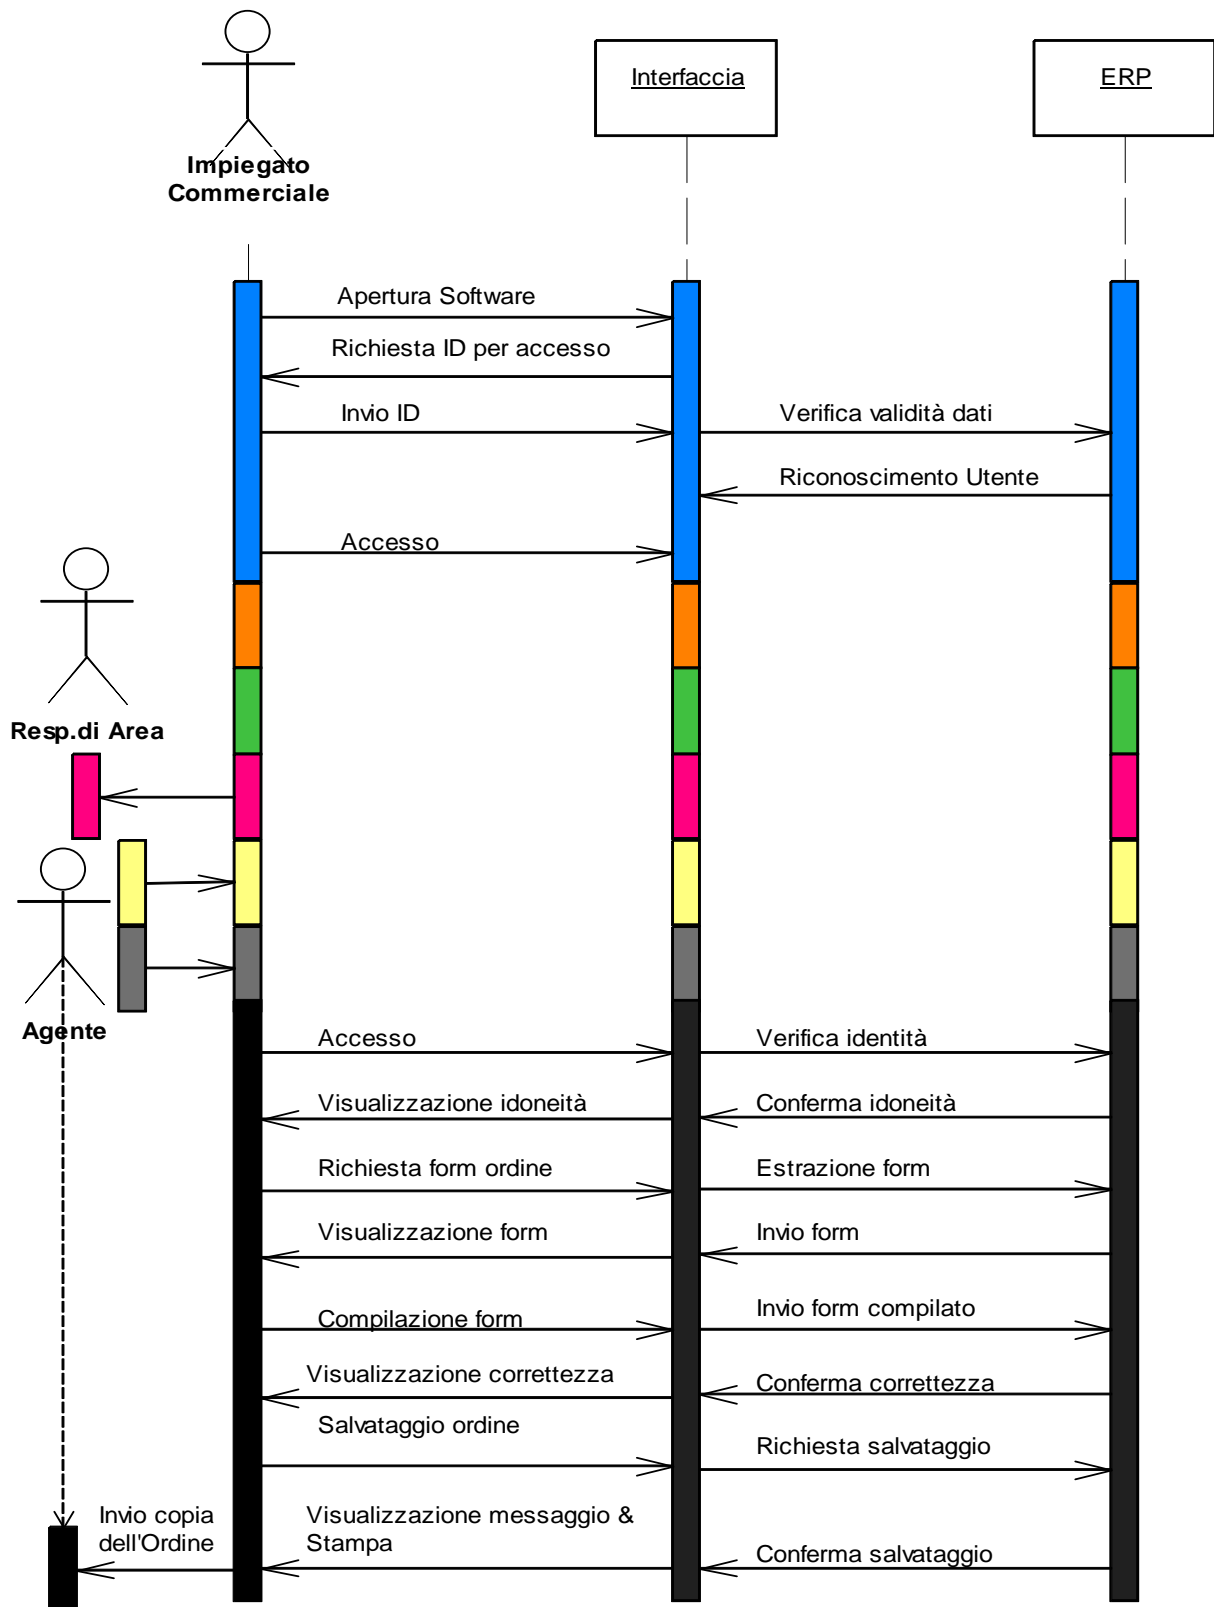 Interfaccia
ERP
Impiegato
Commerciale
Apertura Software
Richiesta ID per accesso
Invio ID
Verifica validità dati
Riconoscimento Utente
Accesso
Resp.di Area
Agente
Accesso
Verifica identità
Visualizzazione idoneità
Conferma idoneità
Richiesta form ordine
Estrazione form
Visualizzazione form
Invio form
Compilazione form
Invio form compilato
Visualizzazione correttezza
Conferma correttezza
Salvataggio ordine
Richiesta salvataggio
Invio copia
dell'Ordine
Visualizzazione messaggio &
Stampa
Conferma salvataggio